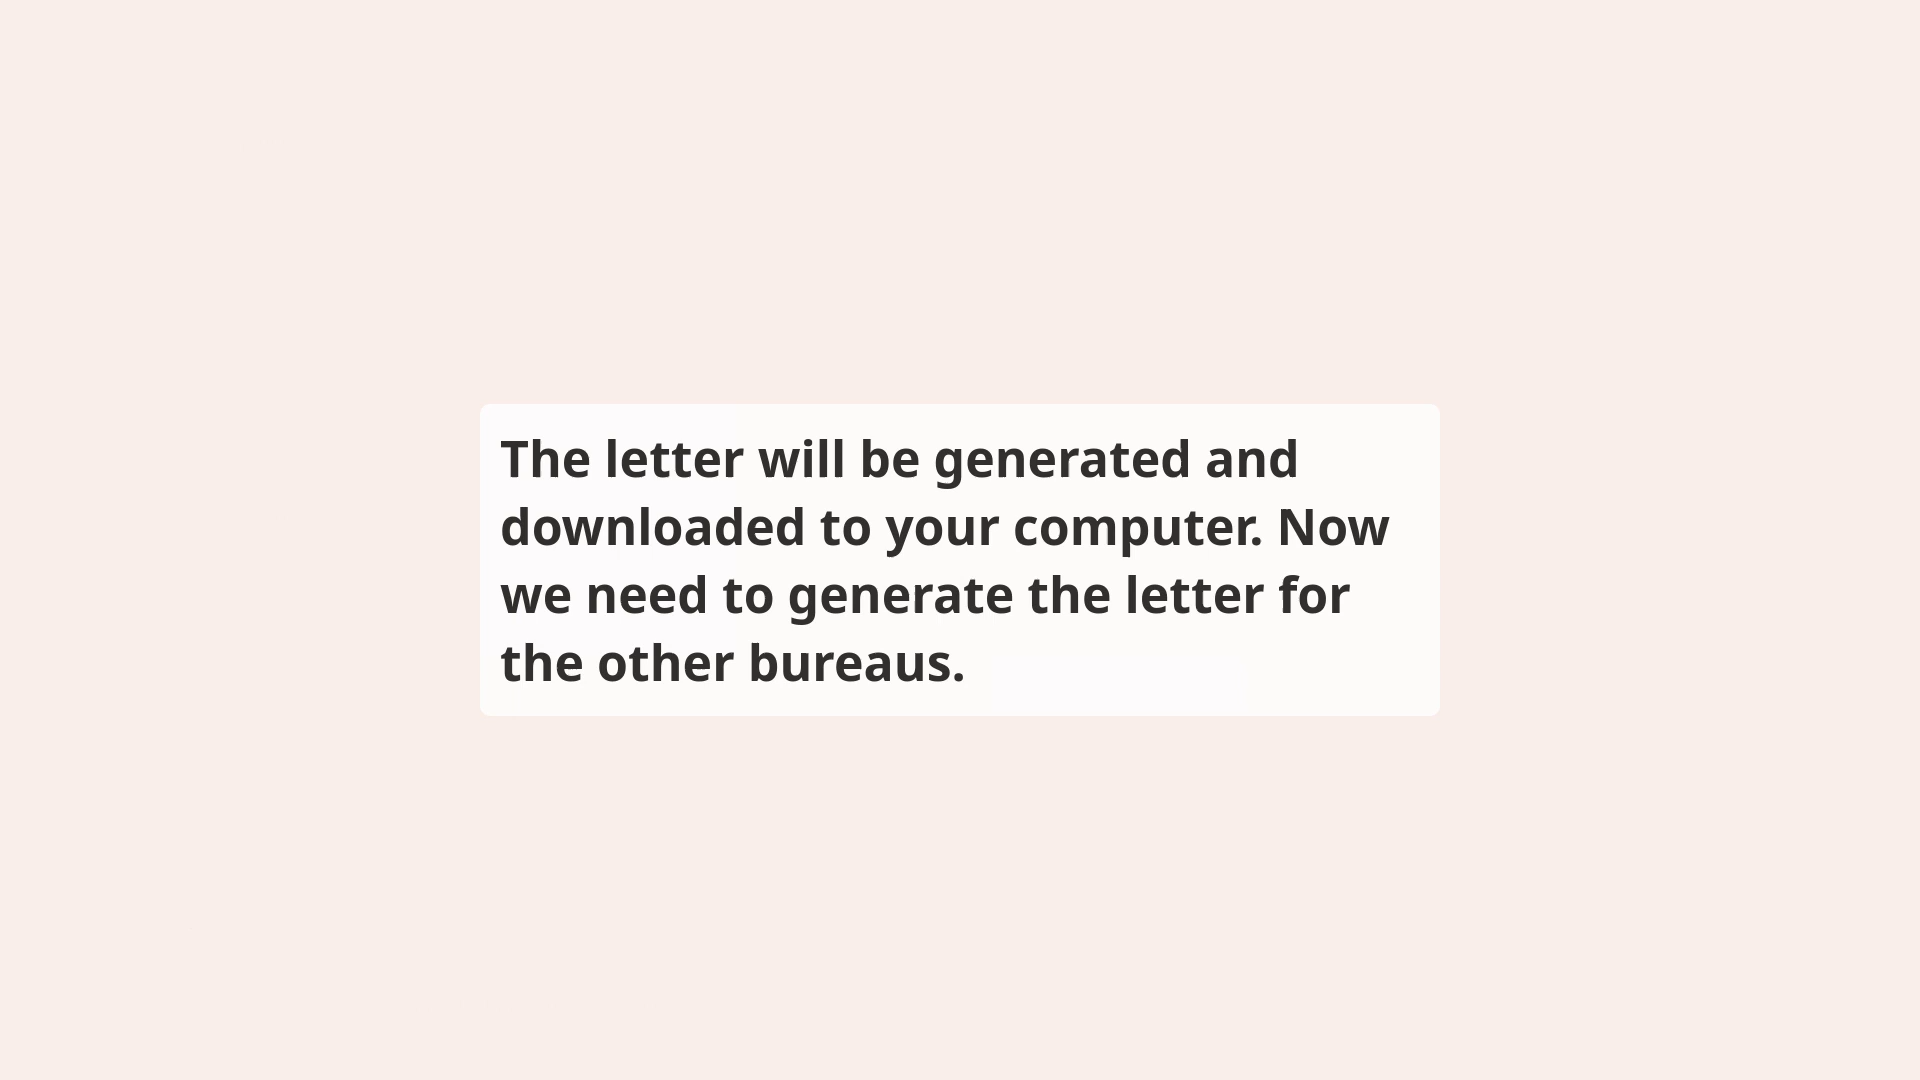 The letter will be generated and
downloaded to your computer. Now
we need to generate the letter for
the other bureaus.